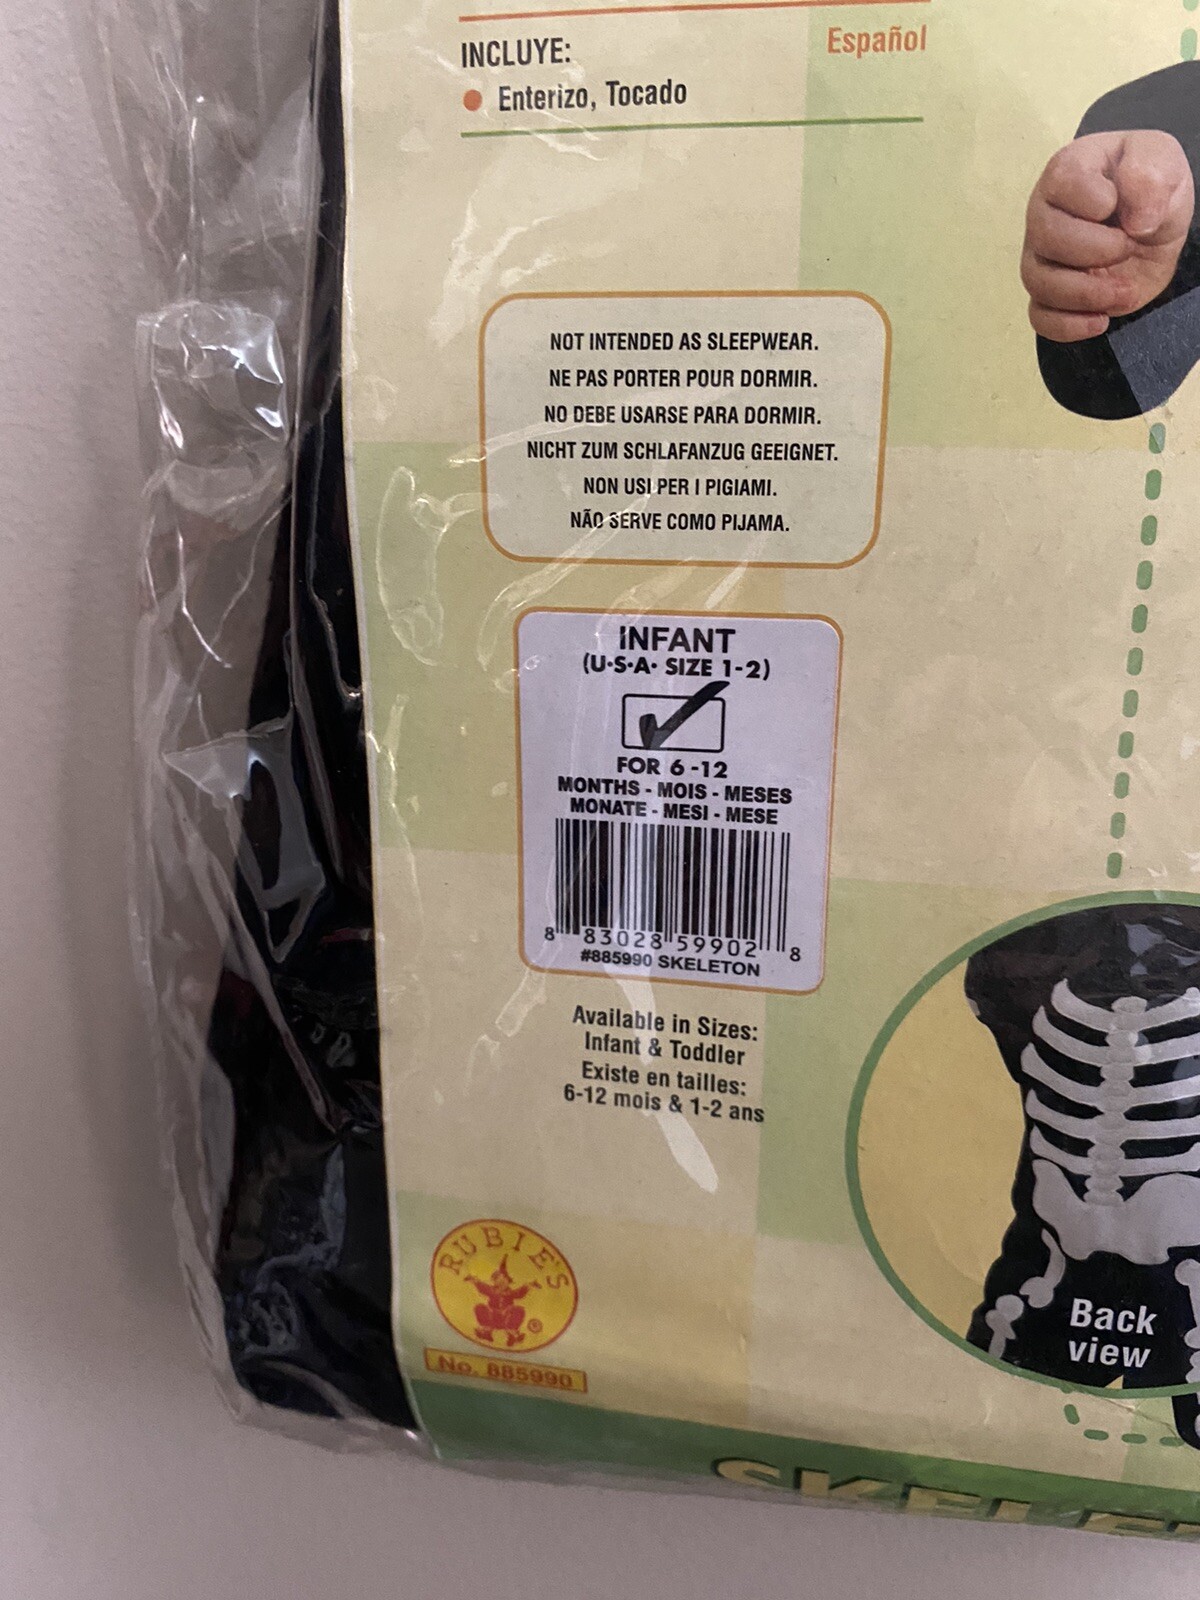 INCLUYE:
Español
Enterizo, Tocado
NOT INTENDED AS SLEEPWEAR.
NE PAS PORTER POUR DORMIR.
NO DEBE USARSE PARA DORMIR.
NICHT ZUM SCHLAFANZUG GEEIGNET.
NON USI PER I PIGIAMI.
NÃO SERVE COMO PIJAMA.
INFANT
(U·S·A· SIZE 1-2)
FOR 6-12
MONTHS - MOIS - MESES
MONATE - MESI - MESE
8 83028 59902 8
#885990 SKELETON
Available in Sizes:
Infant & Toddler
Existe en tailles:
6-12 mois & 1-2 ans
RUBIE'S
®
No. 885990
Back
view